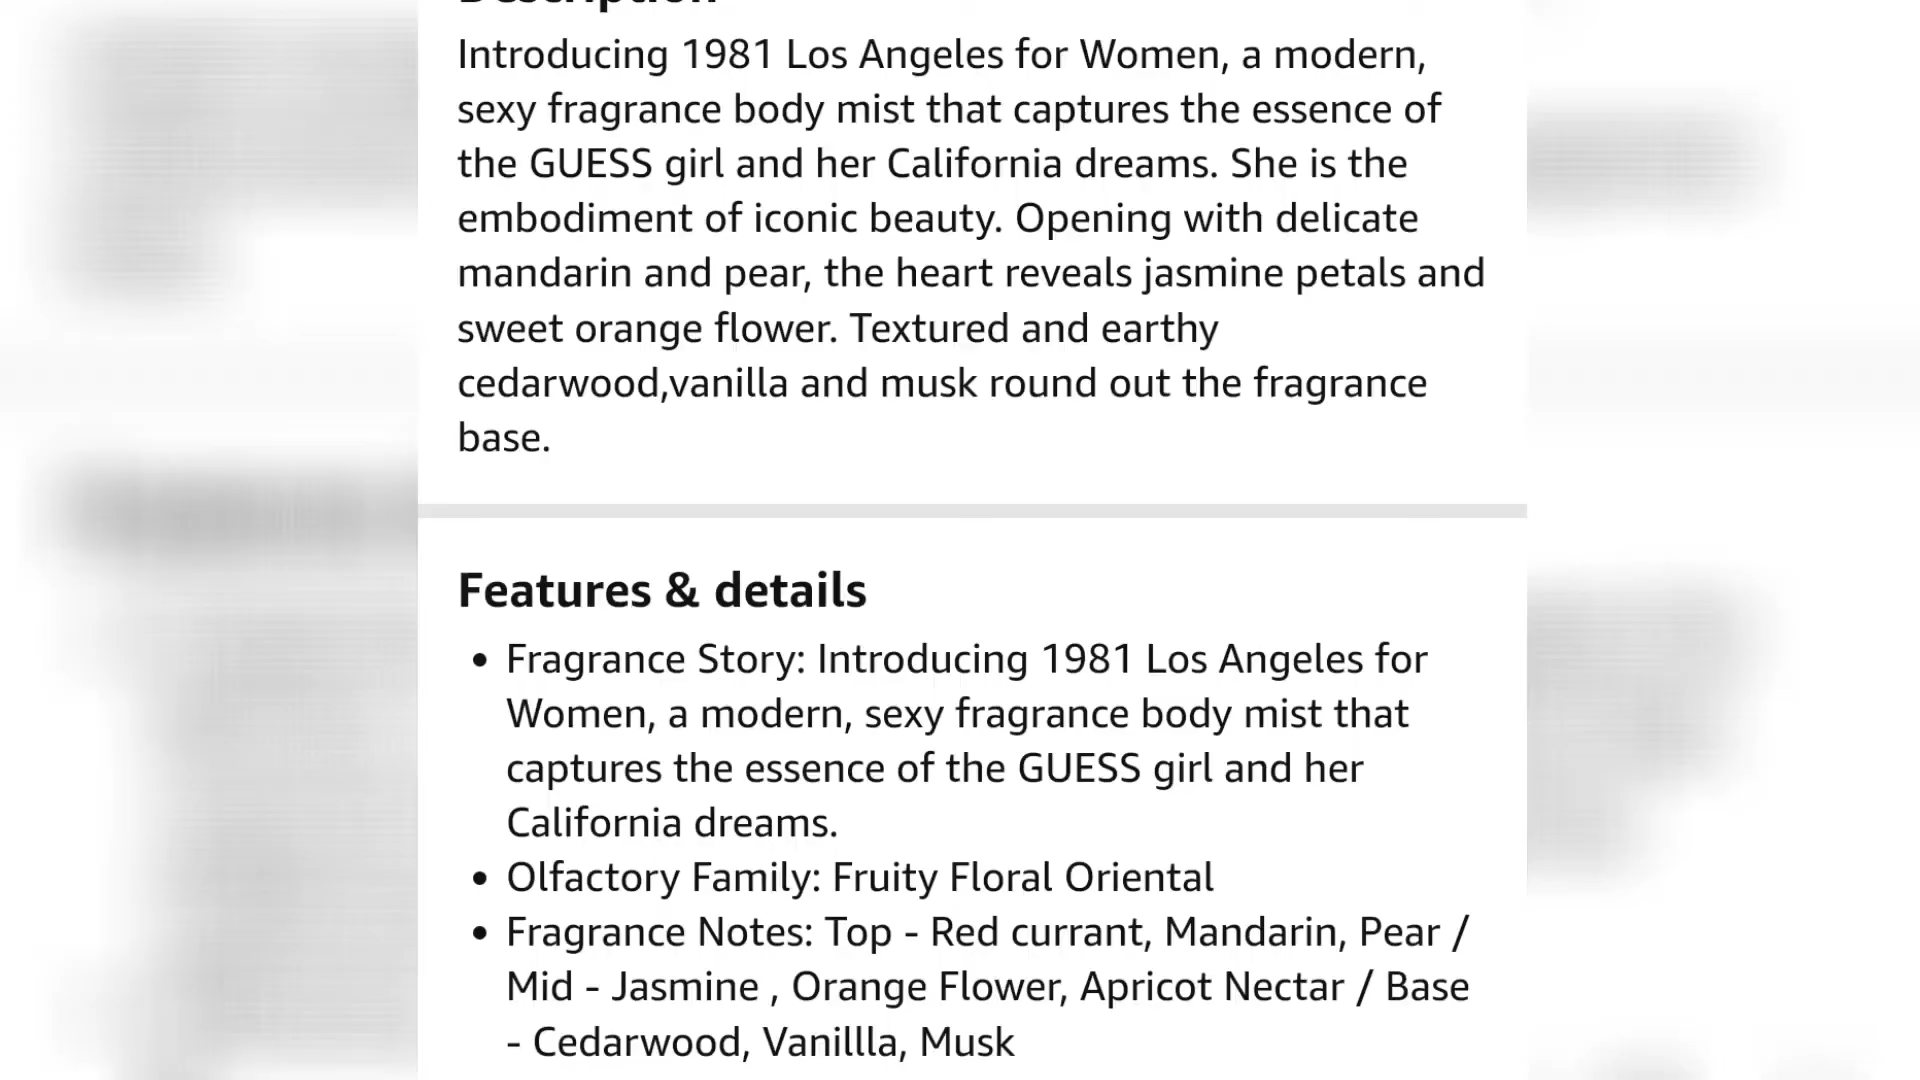 Description
Introducing 1981 Los Angeles for Women, a modern,
sexy fragrance body mist that captures the essence of
the GUESS girl and her California dreams. She is the
embodiment of iconic beauty. Opening with delicate
mandarin and pear, the heart reveals jasmine petals and
sweet orange flower. Textured and earthy
cedarwood,vanilla and musk round out the fragrance
base.
Features & details
• Fragrance Story: Introducing 1981 Los Angeles for
Women, a modern, sexy fragrance body mist that
captures the essence of the GUESS girl and her
California dreams.
• Olfactory Family: Fruity Floral Oriental
• Fragrance Notes: Top - Red currant, Mandarin, Pear /
Mid - Jasmine , Orange Flower, Apricot Nectar / Base
- Cedarwood, Vanillla, Musk